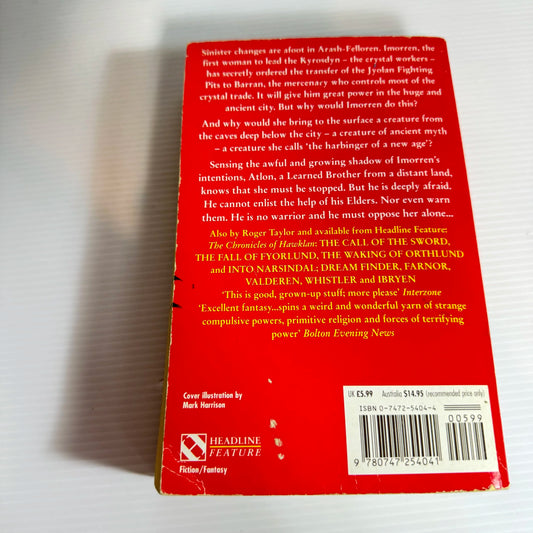 Sinister changes are afoot in Arash-Felloren. Imorren, the
first woman to lead the Kyrosdyn – the crystal workers –
has secretly ordered the transfer of the Jyolan Fighting
Pits to Barran, the mercenary who controls most of the
crystal trade. It will give him great power in the huge and
ancient city. But why would Imorren do this?
And why would she bring to the surface a creature from
the caves deep below the city – a creature of ancient myth
– a creature she calls 'the harbinger of a new age'?
Sensing the awful and growing shadow of Imorren's
intentions, Atlon, a Learned Brother from a distant land,
knows that she must be stopped. But he is deeply afraid.
He cannot enlist the help of his Elders. Nor even warn
them. He is no warrior and he must oppose her alone...
Also by Roger Taylor and available from Headline Feature:
The Chronicles of Hawklan: THE CALL OF THE SWORD,
THE FALL OF FYORLUND, THE WAKING OF ORTHLUND
and INTO NARSINDAL; DREAM FINDER, FARNOR,
VALDEREN, WHISTLER and IBRYEN
'This is good, grown-up stuff; more please' Interzone
'Excellent fantasy...spins a weird and wonderful yarn of strange
compulsive powers, primitive religion and forces of terrifying
power' Bolton Evening News
Cover illustration by
Mark Harrison
HEADLINE
FEATURE
Fiction/Fantasy
UK £5.99 Australia $14.95 (recommended price only)
ISBN 0-7472-5404-4
00599
9 780747 254041